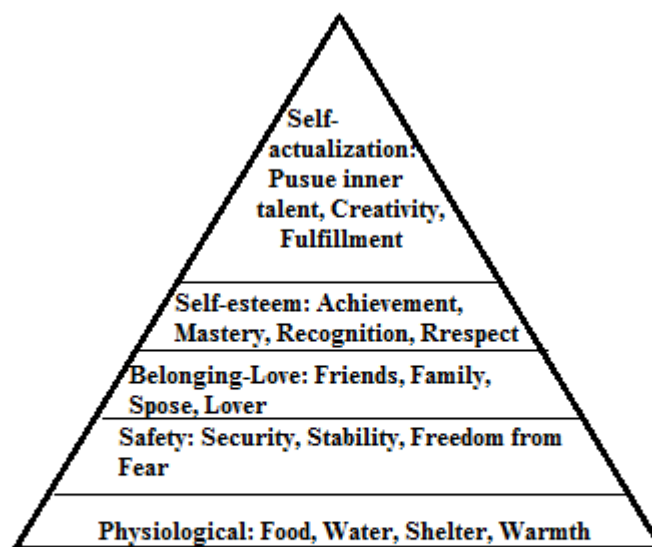 Self-
actualization:
Pusue inner
talent, Creativity,
Fulfillment
Self-esteem: Achievement,
Mastery, Recognition, Rrespect
Belonging-Love: Friends, Family,
Spose, Lover
Safety: Security, Stability, Freedom from
Fear
Physiological: Food, Water, Shelter, Warmth